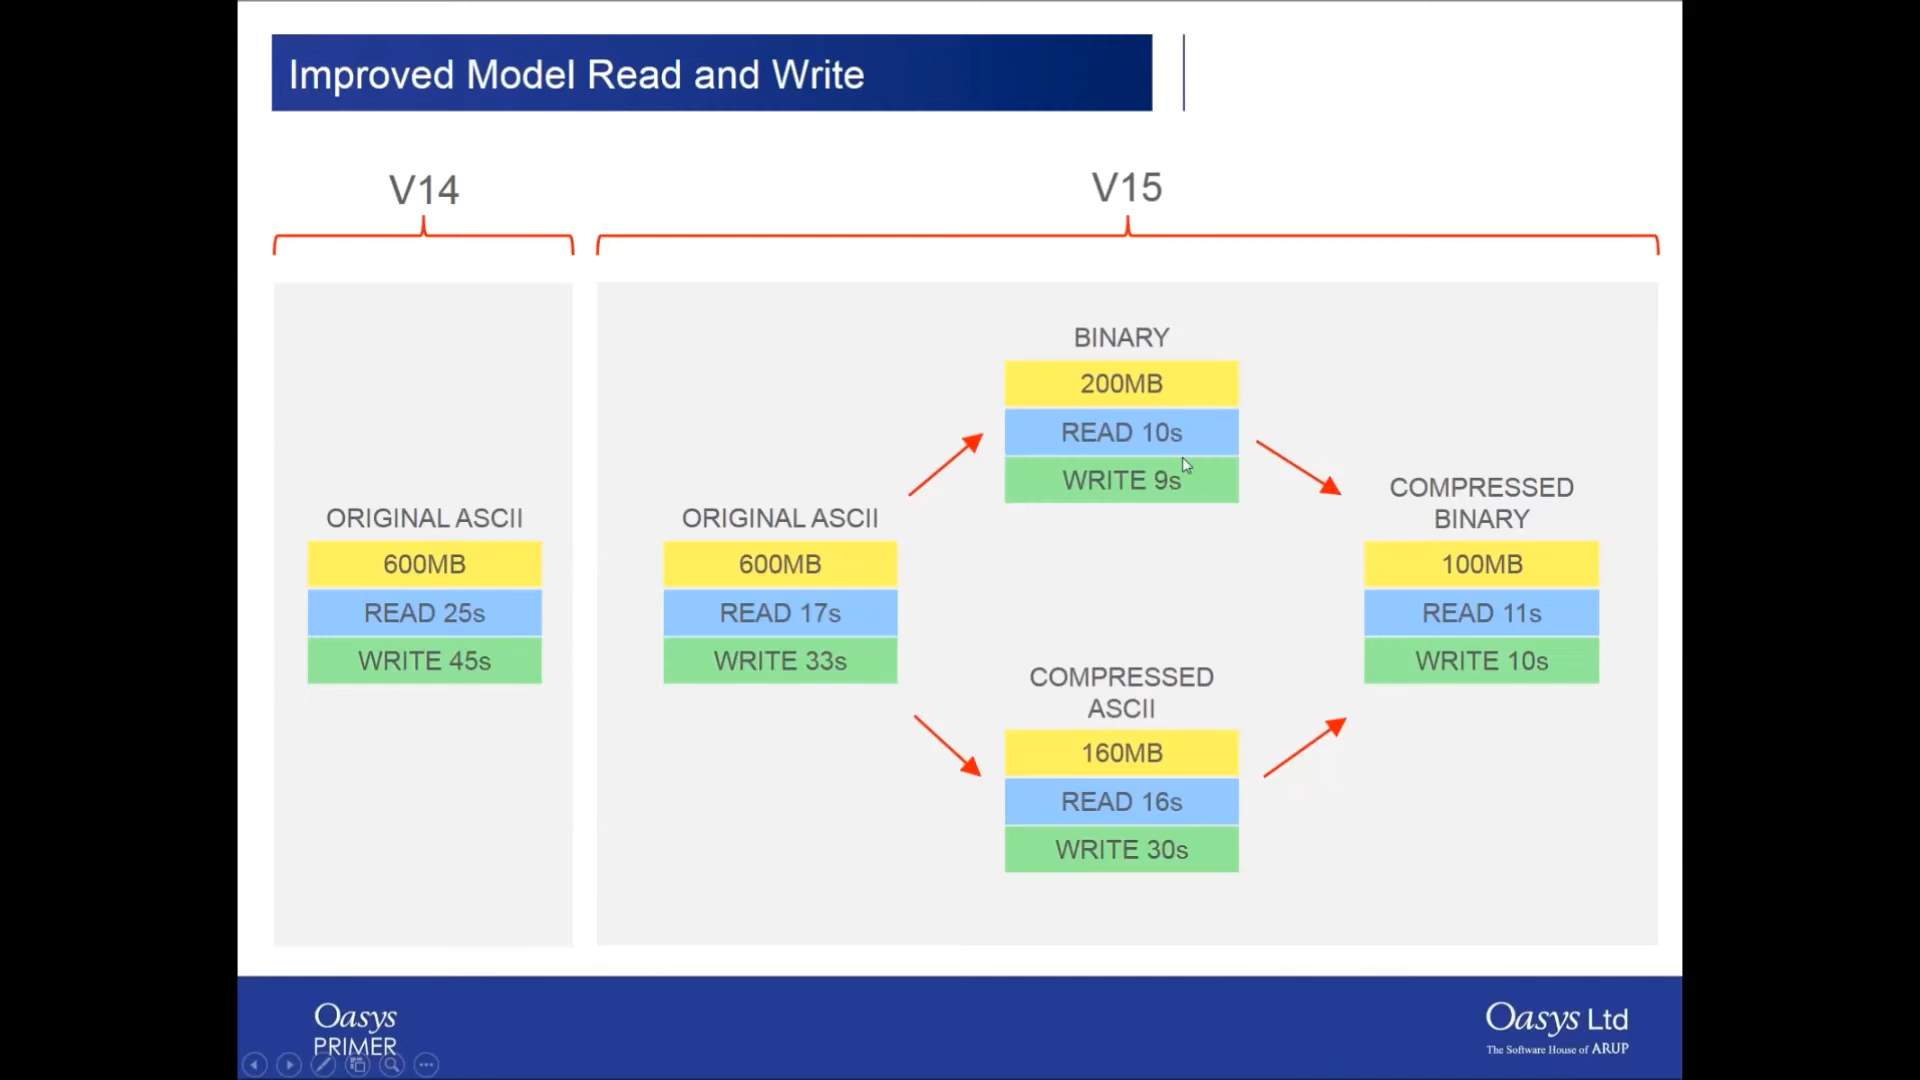 Improved Model Read and Write
V14
V15
ORIGINAL ASCII
600MB
READ 25s
WRITE 45s
ORIGINAL ASCII
600MB
READ 17s
WRITE 33s
BINARY
200MB
READ 10s
WRITE 9s
COMPRESSED
ASCII
160MB
READ 16s
WRITE 30s
COMPRESSED
BINARY
100MB
READ 11s
WRITE 10s
Oasys
PRIMER
Oasys Ltd
The Software House of ARUP